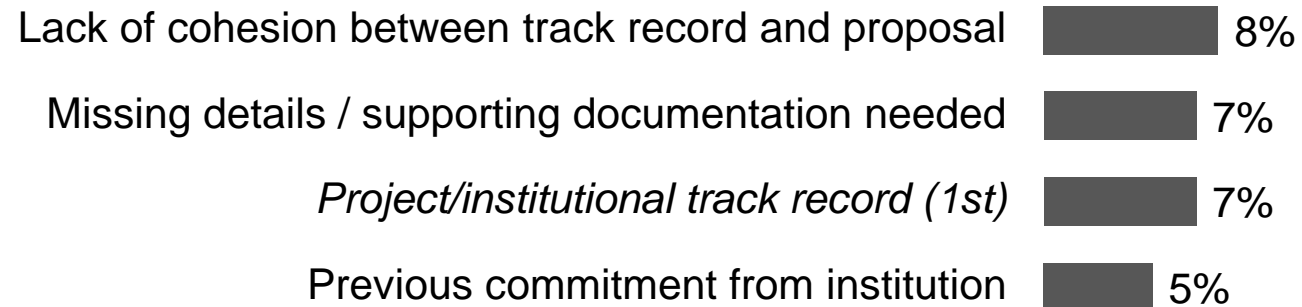 Lack of cohesion between track record and proposal 8%
Missing details / supporting documentation needed 7%
Project/institutional track record (1st) 7%
Previous commitment from institution 5%